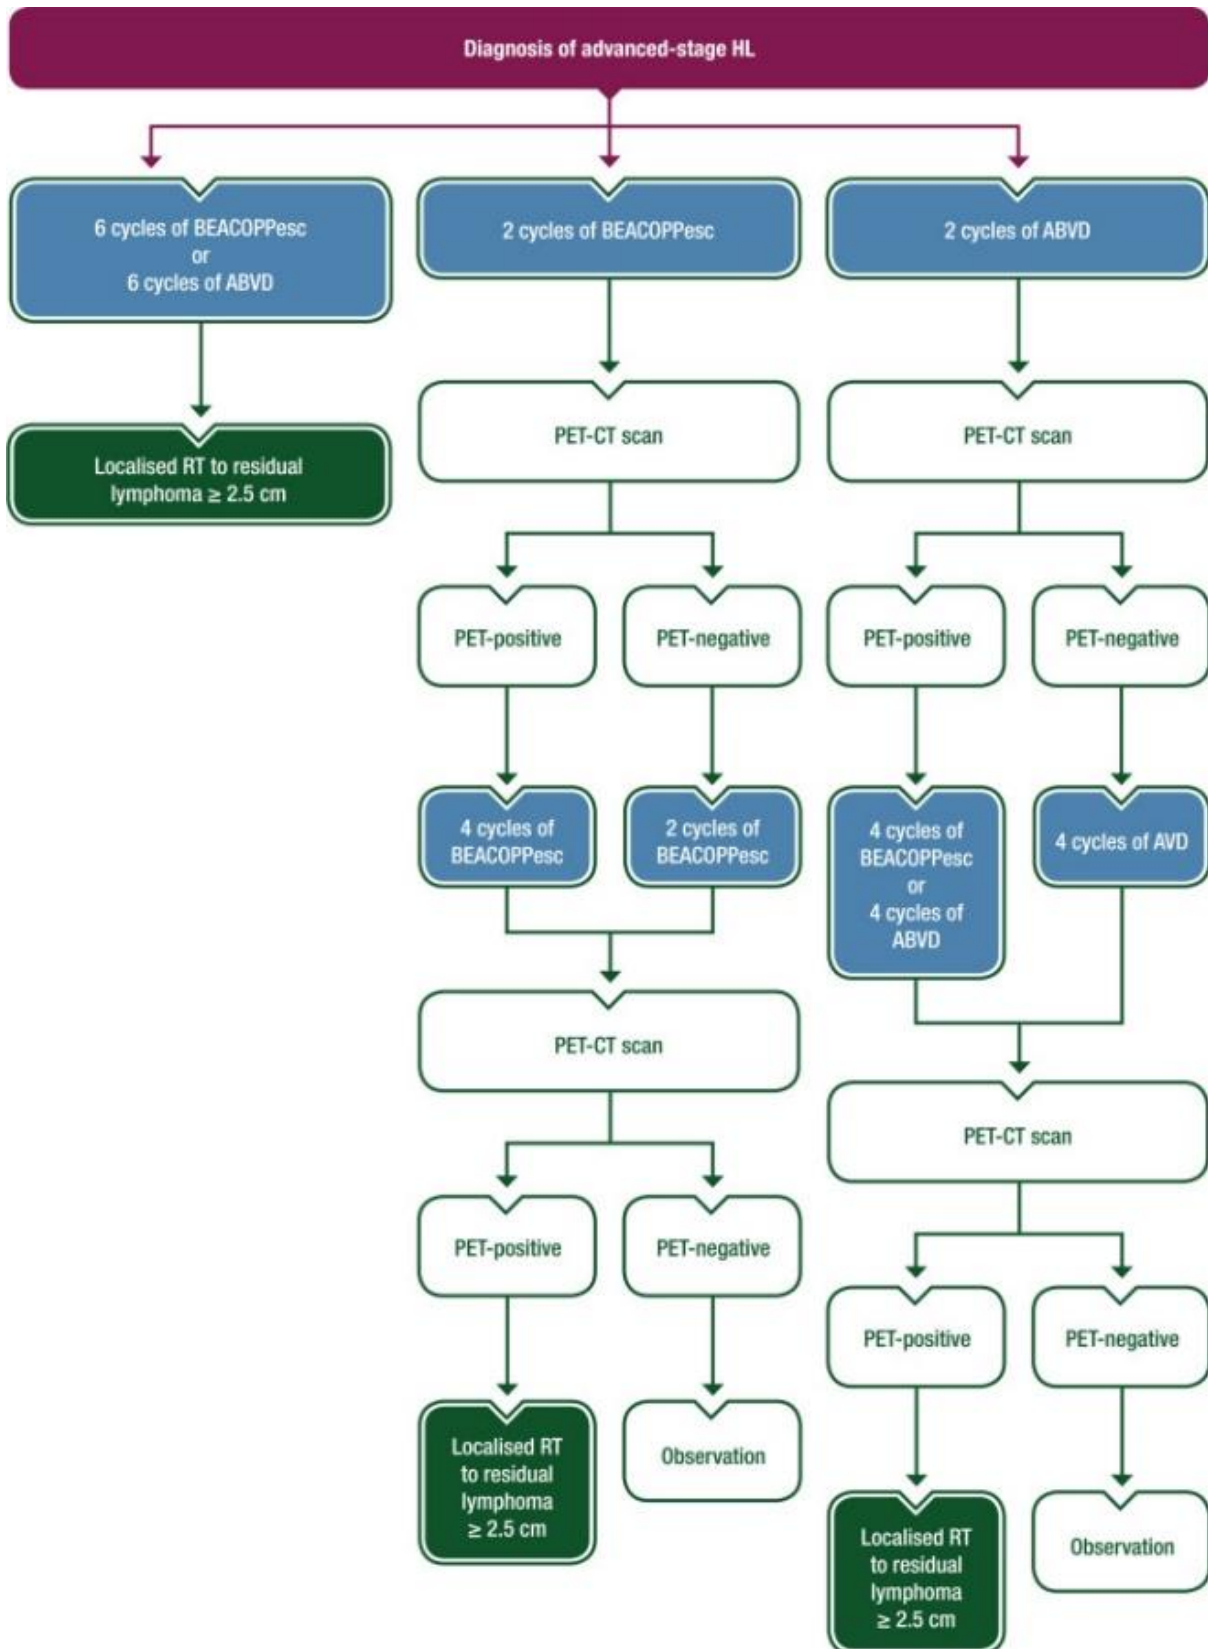 Diagnosis of advanced-stage HL
6 cycles of BEACOPPesc
or
6 cycles of ABVD
Localised RT to residual
lymphoma ≥ 2.5 cm
2 cycles of BEACOPPesc
PET-CT scan
PET-positive
PET-negative
4 cycles of
BEACOPPesc
2 cycles of
BEACOPPesc
PET-CT scan
PET-positive
PET-negative
Localised RT
to residual
lymphoma
≥ 2.5 cm
Observation
2 cycles of ABVD
PET-CT scan
PET-positive
PET-negative
4 cycles of
BEACOPPesc
or
4 cycles of
ABVD
4 cycles of AVD
PET-CT scan
PET-positive
PET-negative
Localised RT
to residual
lymphoma
≥ 2.5 cm
Observation